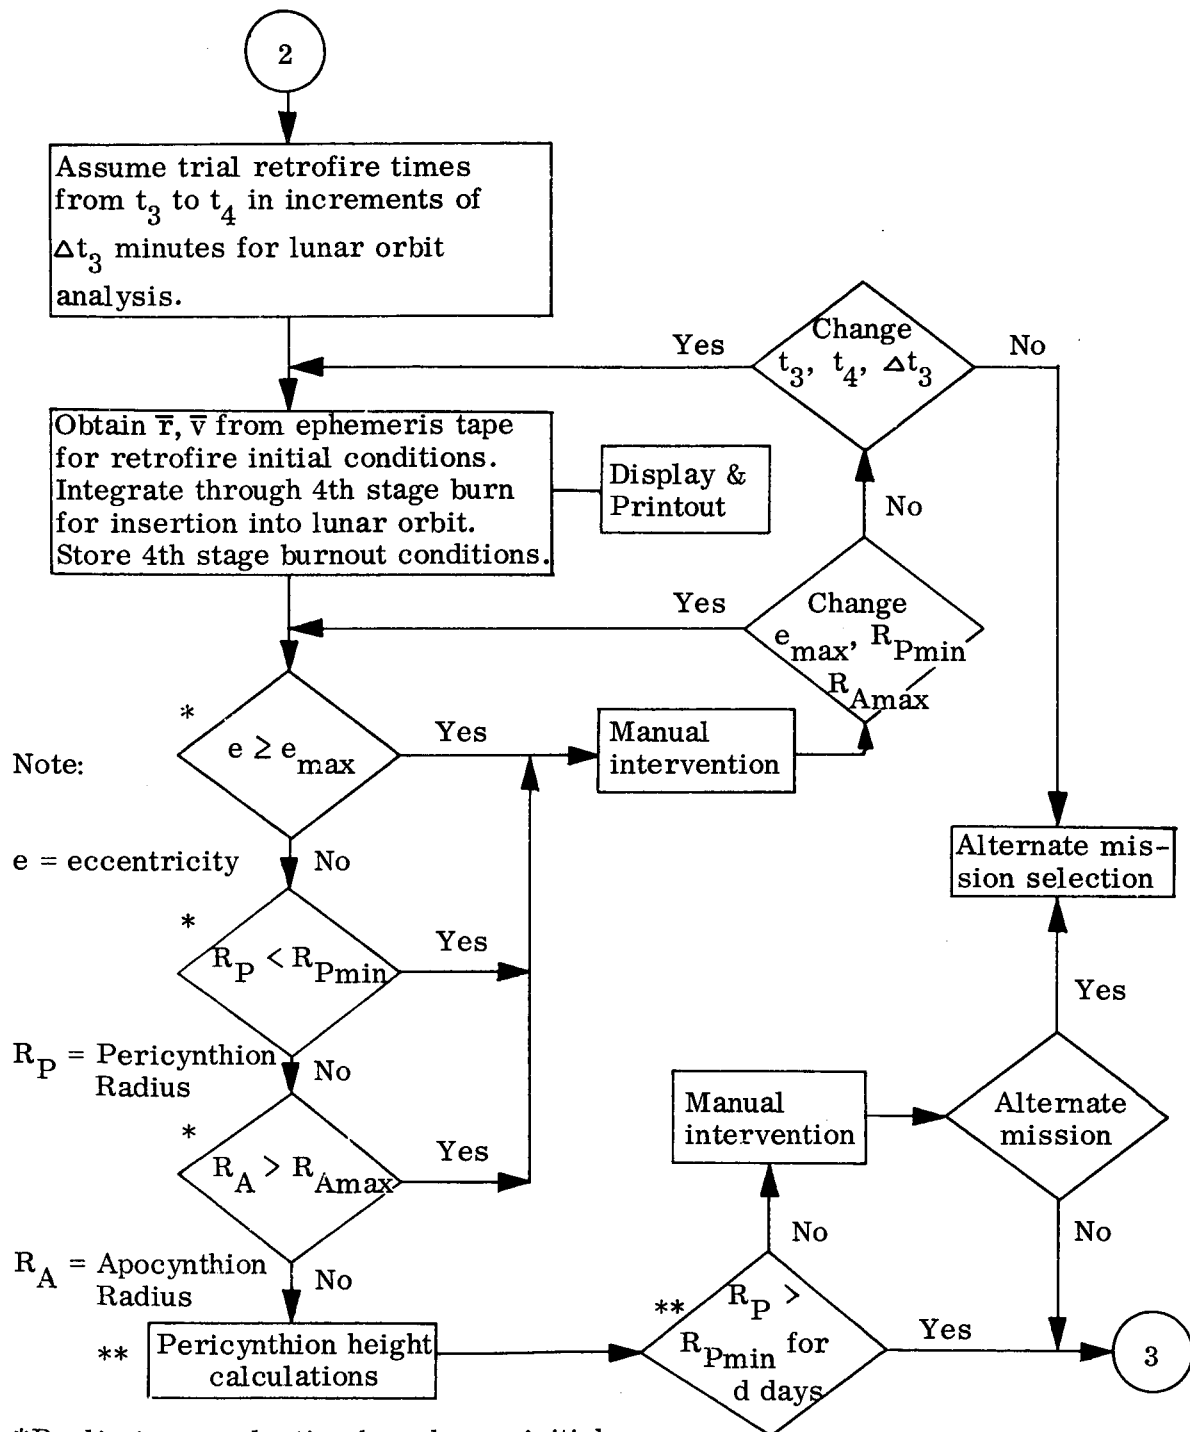 2
Assume trial retrofire times
from t3 to t4 in increments of
Δt3 minutes for lunar orbit
analysis.
Change
t3, t4, Δt3
Yes
No
Obtain r̅, v̅ from ephemeris tape
for retrofire initial conditions.
Integrate through 4th stage burn
for insertion into lunar orbit.
Store 4th stage burnout conditions.
Display &
Printout
No
Yes
Change
emax, RPmin
RAmax
*
e ≥ emax
Yes
Manual
intervention
Note:
e = eccentricity
No
Alternate mis-
sion selection
*
RP < RPmin
Yes
Yes
RP = Pericynthion
Radius
No
Manual
intervention
Alternate
mission
*
RA > RAmax
Yes
No
No
RA = Apocynthion
Radius
No
**
Pericynthion height
calculations
**
RP >
RPmin for
d days
Yes
3